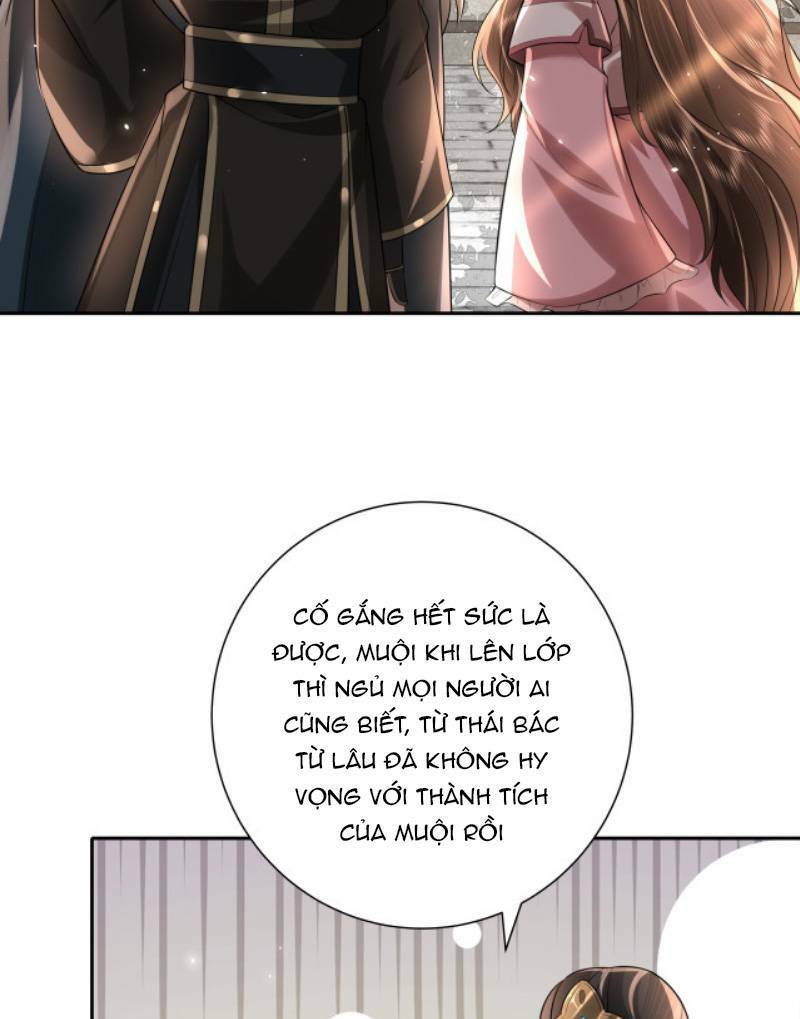 CỐ GẮNG HẾT SỨC LÀ
ĐƯỢC, MUỘI KHI LÊN LỚP
THÌ NGỦ MỌI NGƯỜI AI
CŨNG BIẾT, TỪ THÁI BÁC
TỪ LÂU ĐÃ KHÔNG HY
VỌNG VỚI THÀNH TÍCH
CỦA MUỘI RỒI